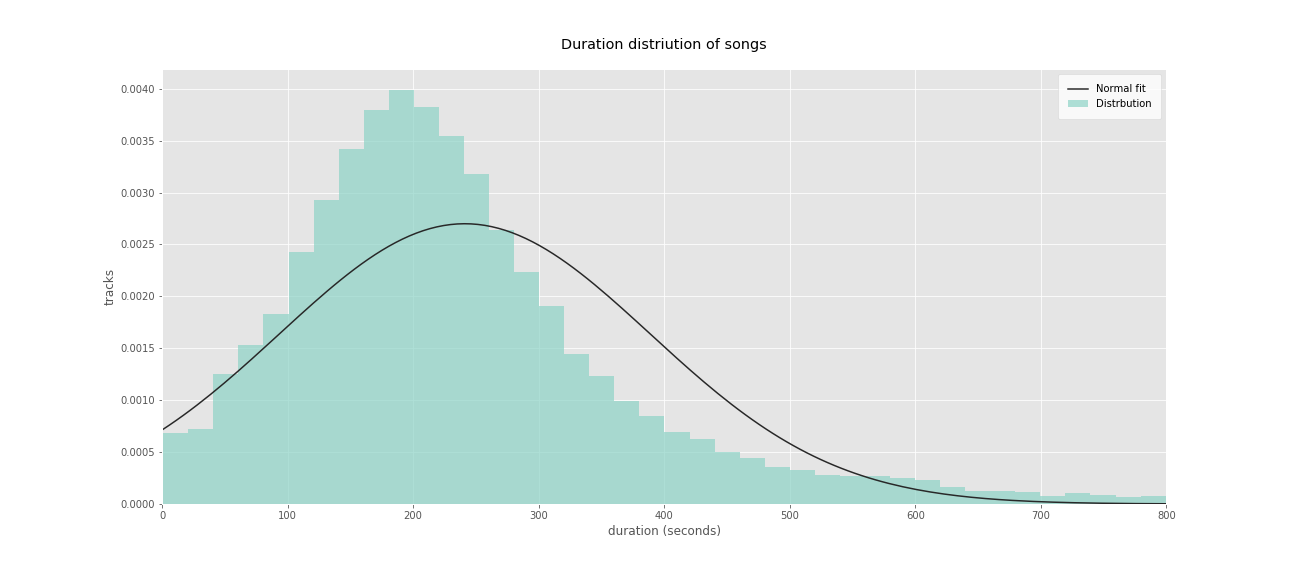 Duration distriution of songs
Normal fit
Distrbution
0.0040
0.0035
0.0030
0.0025
0.0020
0.0015
0.0010
0.0005
0.0000
tracks
0 100 200 300 400 500 600 700 800
duration (seconds)